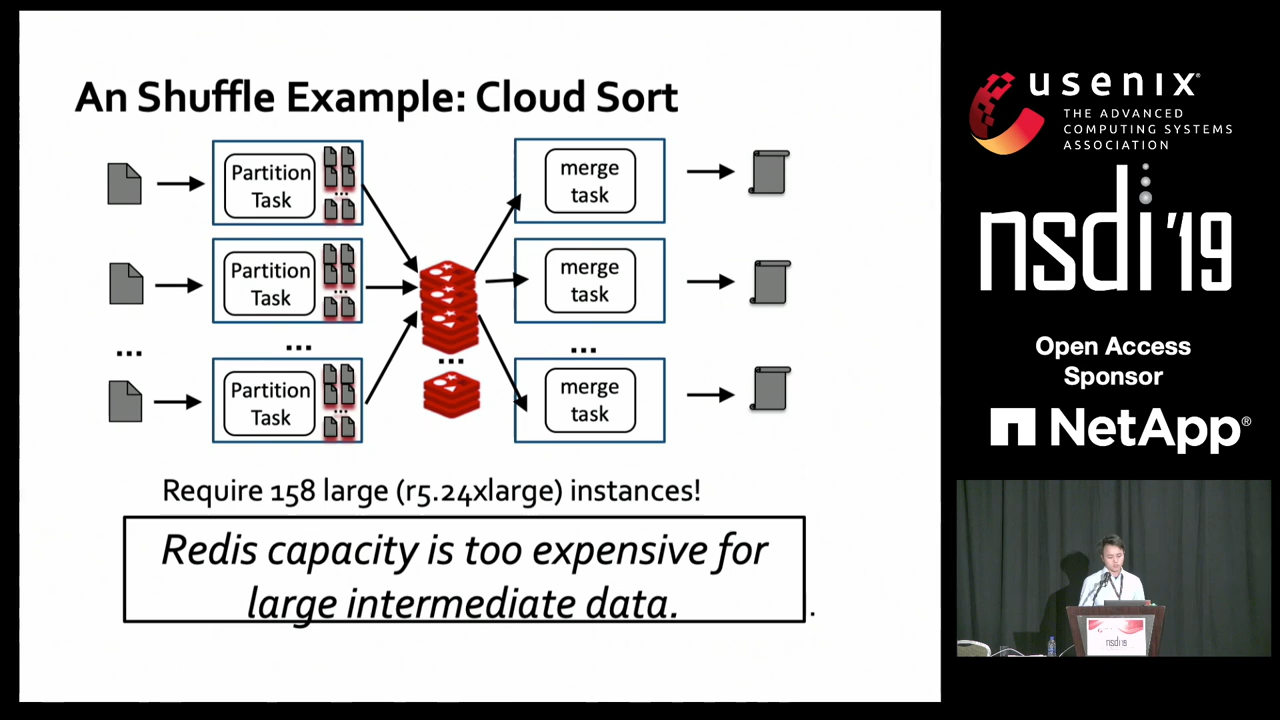 An Shuffle Example: Cloud Sort
Partition
Task
...
merge
task
Partition
Task
...
merge
task
...
...
...
...
Partition
Task
...
merge
task
Require 158 large (r5.24xlarge) instances!
Redis capacity is too expensive for
large intermediate data.
.
usenix®
THE ADVANCED
COMPUTING SYSTEMS
ASSOCIATION
nsdi '19
Open Access
Sponsor
NetApp®
nsdi'19